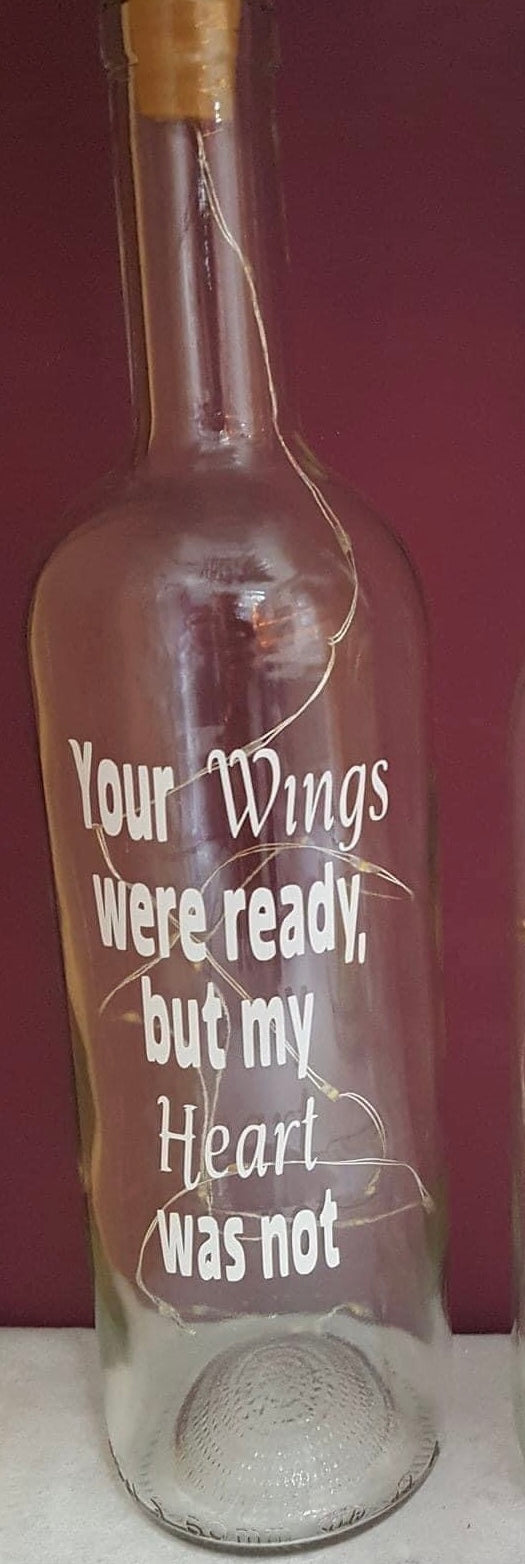 Your Wings
were ready,
but my
Heart
was not